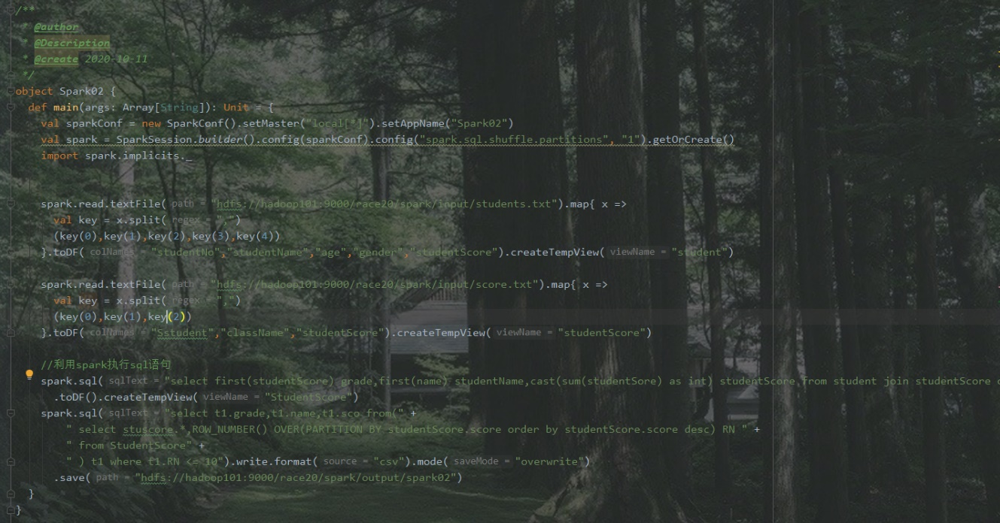 /**
* @author
* @Description
* @create 2020-10-11
*/
object Spark02 {
def main(args: Array[String]): Unit = {
val sparkConf = new SparkConf().setMaster("local[*]").setAppName("Spark02")
val spark = SparkSession.builder().config(sparkConf).config("spark.sql.shuffle.partitions", "1").getOrCreate()
import spark.implicits._
spark.read.textFile( path = "hdfs://hadoop101:9000/race20/spark/input/students.txt").map{ x =>
val key = x.split( regex = ",")
(key(0),key(1),key(2),key(3),key(4))
}.toDF( colNames = "studentNo","studentName","age","gender","studentScore").createTempView( viewName = "student")
spark.read.textFile( path = "hdfs://hadoop101:9000/race20/spark/input/score.txt").map{ x =>
val key = x.split( regex = ",")
(key(0),key(1),key(2))
}.toDF( colNames = "Sstudent","className","studentScore").createTempView( viewName = "studentScore")
//利用spark执行sql语句
spark.sql( sqlText = "select first(studentScore) grade,first(name) studentName,cast(sum(studentSore) as int) studentScore from student join studentScore
.toDF().createTempView( viewName = "StudentScore")
spark.sql( sqlText = "select t1.grade,t1.name,t1.sco from(" +
" select stuscore.*,ROW_NUMBER() OVER(PARTITION BY studentScore.score order by studentScore.score desc) RN " +
" from StudentScore" +
" ) t1 where t1.RN <= 10").write.format( source = "csv").mode( saveMode = "overwrite")
.save( path = "hdfs://hadoop101:9000/race20/spark/output/spark02")
}
}